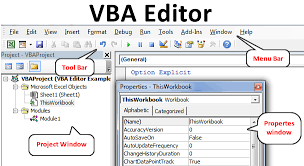 VBA Editor
File Edit View Insert Format Debug Run Tools Add-Ins Window Help
Menu Bar
Tool Bar
Project - VBAProject
(General)
VBAProject (VBA Editor Example
Microsoft Excel Objects
Sheet1 (Sheet1)
ThisWorkbook
Modules
Module1
Project Window
Option Explicit
Properties - ThisWorkbook
ThisWorkbook Workbook
Alphabetic Categorized
(Name) ThisWorkbook
AccuracyVersion 0
AutoSaveOn False
AutoUpdateFrequency 0
ChangeHistoryDuration 0
ChartDataPointTrack True
Propertes
window